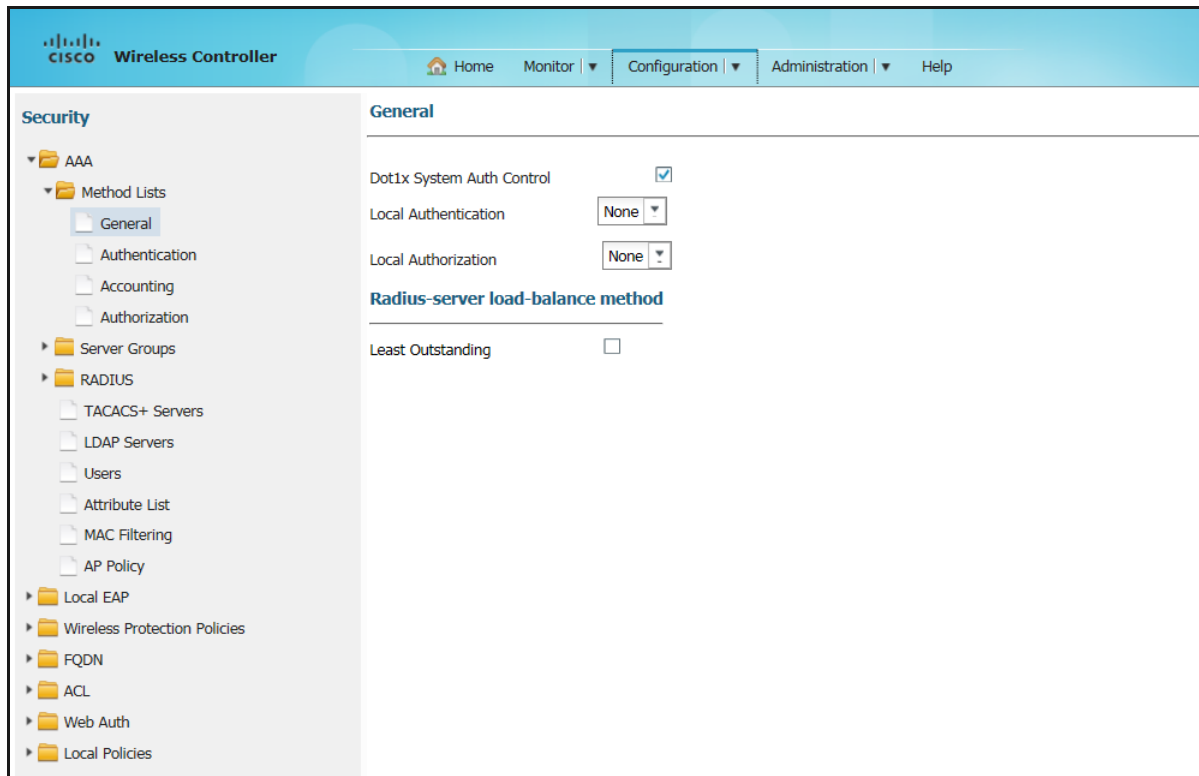 CISCO Wireless Controller
Home Monitor Configuration Administration Help
Security
AAA
Method Lists
General
Authentication
Accounting
Authorization
Server Groups
RADIUS
TACACS+ Servers
LDAP Servers
Users
Attribute List
MAC Filtering
AP Policy
Local EAP
Wireless Protection Policies
FQDN
ACL
Web Auth
Local Policies
General
Dot1x System Auth Control
Local Authentication None
Local Authorization None
Radius-server load-balance method
Least Outstanding